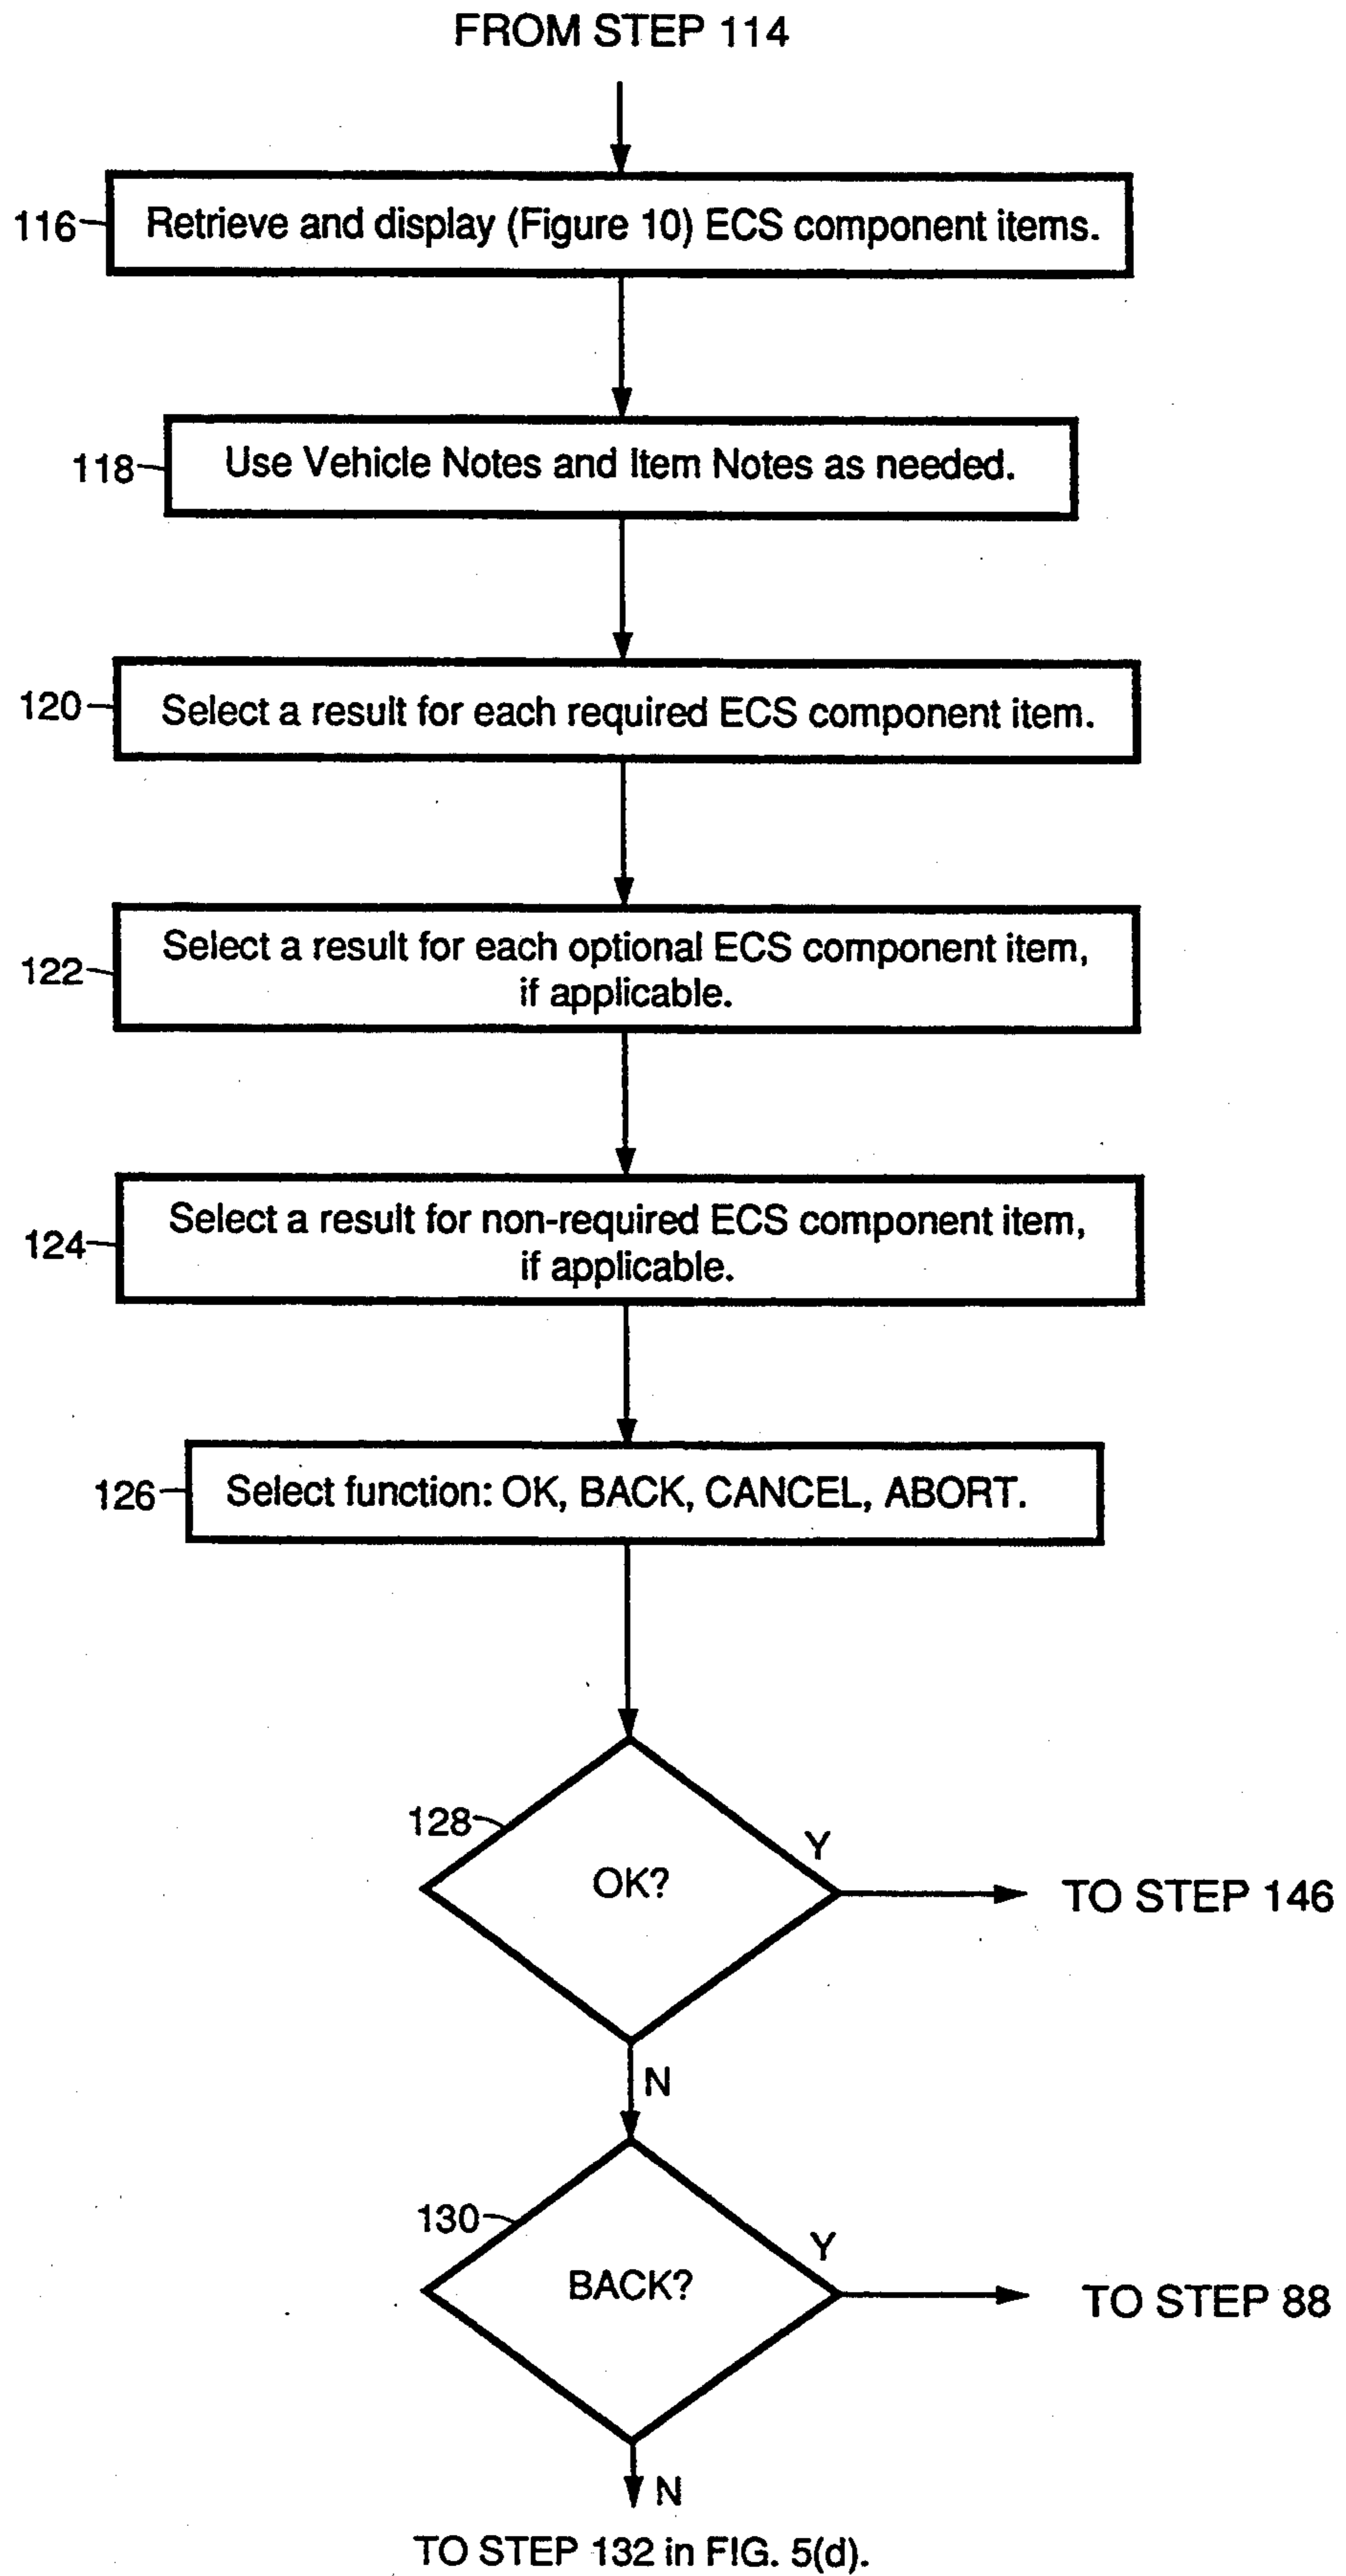 FROM STEP 114
116
Retrieve and display (Figure 10) ECS component items.
118
Use Vehicle Notes and Item Notes as needed.
120
Select a result for each required ECS component item.
122
Select a result for each optional ECS component item,
if applicable.
124
Select a result for non-required ECS component item,
if applicable.
126
Select function: OK, BACK, CANCEL, ABORT.
128
OK?
Y
TO STEP 146
N
130
BACK?
Y
TO STEP 88
N
TO STEP 132 in FIG. 5(d).